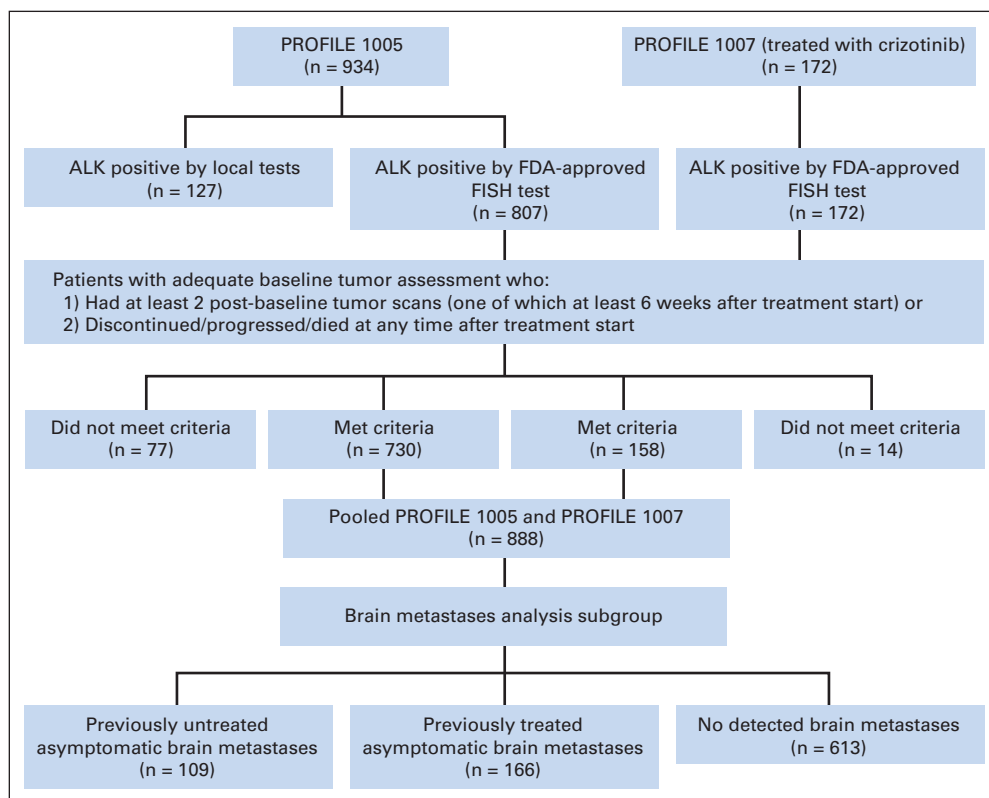 PROFILE 1005
(n = 934)
PROFILE 1007 (treated with crizotinib)
(n = 172)
ALK positive by local tests
(n = 127)
ALK positive by FDA-approved
FISH test
(n = 807)
ALK positive by FDA-approved
FISH test
(n = 172)
Patients with adequate baseline tumor assessment who:
1) Had at least 2 post-baseline tumor scans (one of which at least 6 weeks after treatment start) or
2) Discontinued/progressed/died at any time after treatment start
Did not meet criteria
(n = 77)
Met criteria
(n = 730)
Met criteria
(n = 158)
Did not meet criteria
(n = 14)
Pooled PROFILE 1005 and PROFILE 1007
(n = 888)
Brain metastases analysis subgroup
Previously untreated
asymptomatic brain metastases
(n = 109)
Previously treated
asymptomatic brain metastases
(n = 166)
No detected brain metastases
(n = 613)